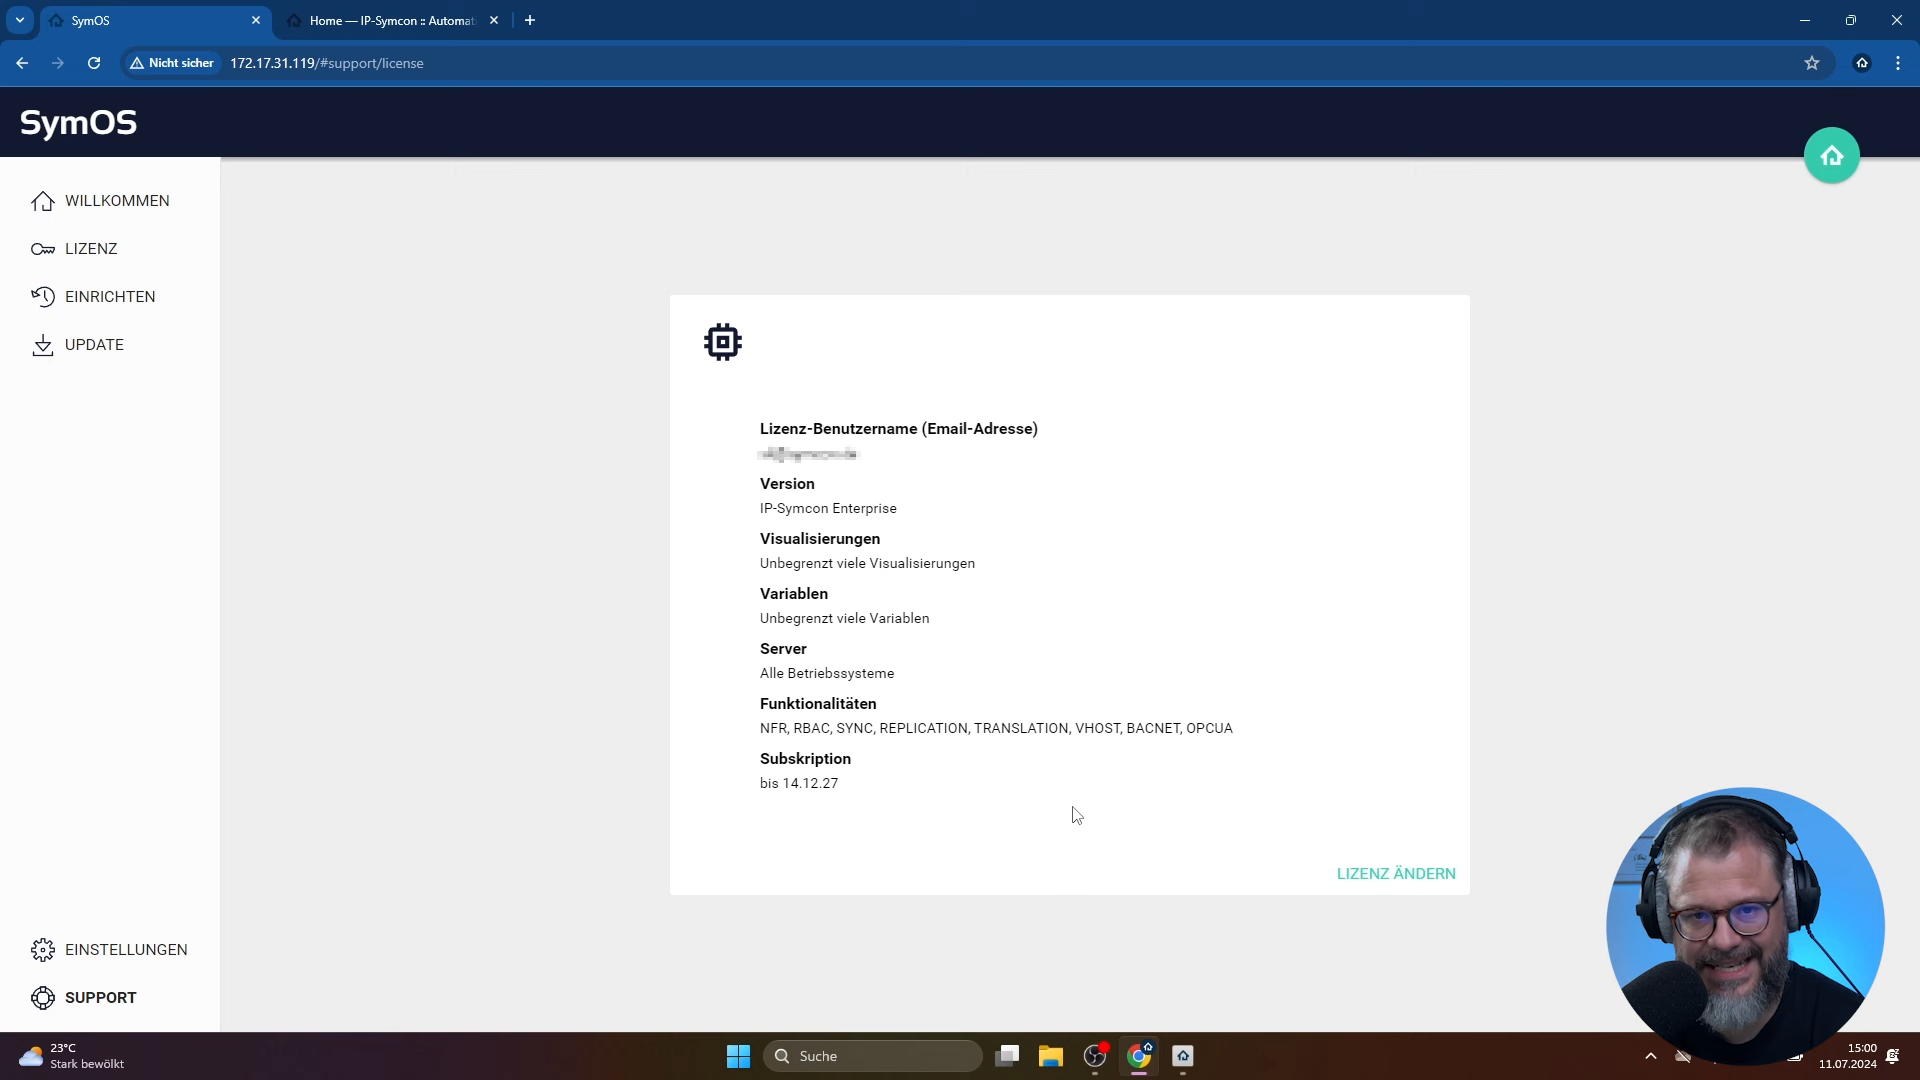 SymOS
Home — IP-Symcon :: Automat
Nicht sicher
172.17.31.119/#support/license
SymOS
WILLKOMMEN
LIZENZ
EINRICHTEN
UPDATE
Lizenz-Benutzername (Email-Adresse)
Version
IP-Symcon Enterprise
Visualisierungen
Unbegrenzt viele Visualisierungen
Variablen
Unbegrenzt viele Variablen
Server
Alle Betriebssysteme
Funktionalitäten
NFR, RBAC, SYNC, REPLICATION, TRANSLATION, VHOST, BACNET, OPCUA
Subskription
bis 14.12.27
LIZENZ ÄNDERN
EINSTELLUNGEN
SUPPORT
23°C
Stark bewölkt
Suche
15:00
11.07.2024